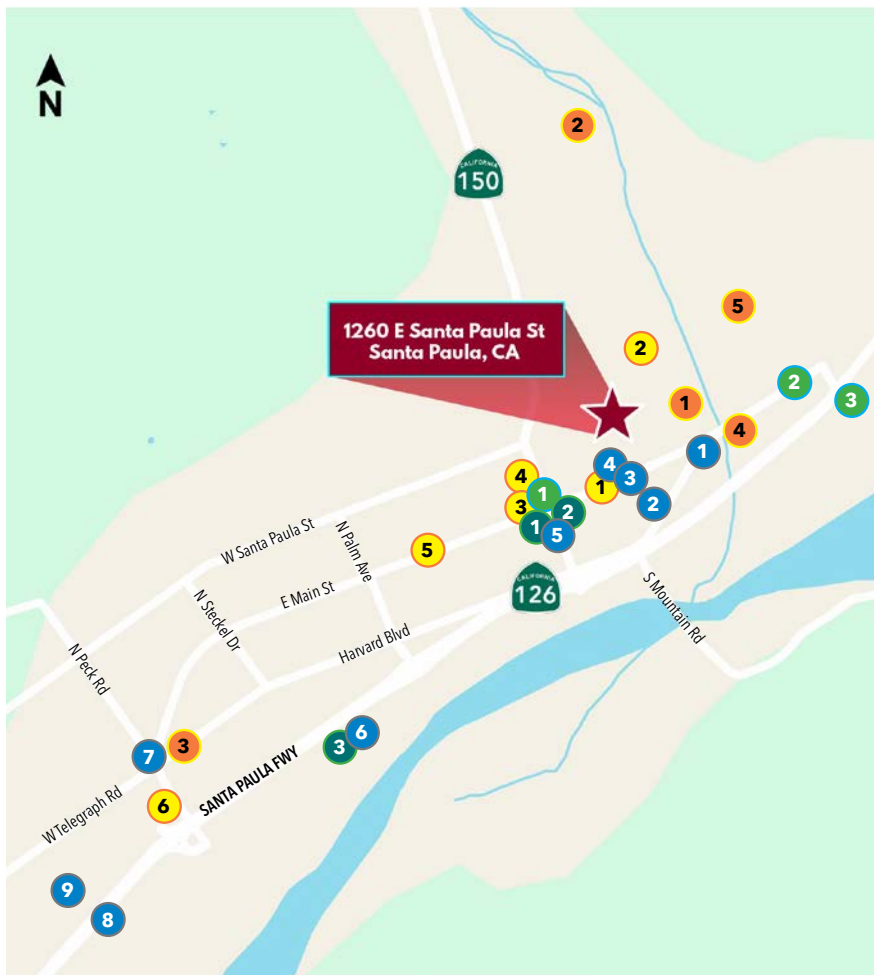 N
2
CALIFORNIA
150
5
1260 E Santa Paula St
Santa Paula, CA
2
2
3
1
4
1
4
4
3
1
1
2
3
2
1
5
5
W Santa Paula St
N Palm Ave
E Main St
CALIFORNIA
126
N Steckel Dr
S Mountain Rd
Harvard Blvd
N Peck Rd
6
3
3
7
SANTA PAULA FWY
6
W Telegraph Rd
9
8